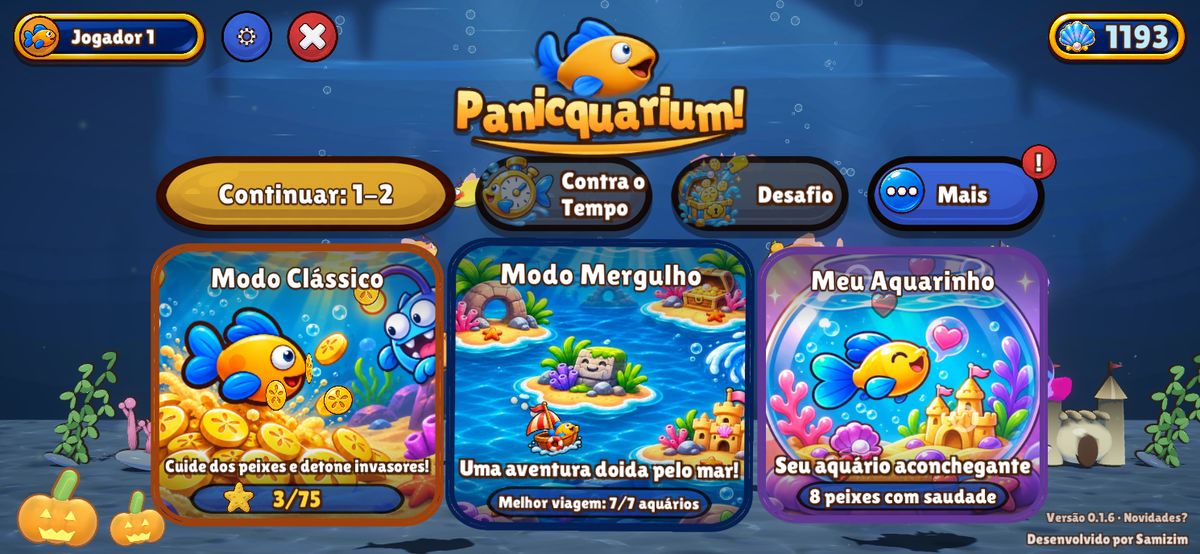 Jogador 1
1193
Panicquarium!
Continuar: 1-2
Contra o
Tempo
Desafio
Mais
!
Modo Clássico
Cuide dos peixes e detone invasores!
3/75
Modo Mergulho
Uma aventura doida pelo mar!
Melhor viagem: 7/7 aquários
Meu Aquarinho
Seu aquário aconchegante
8 peixes com saudade
Versão 0.1.6 · Novidades?
Desenvolvido por Samizim